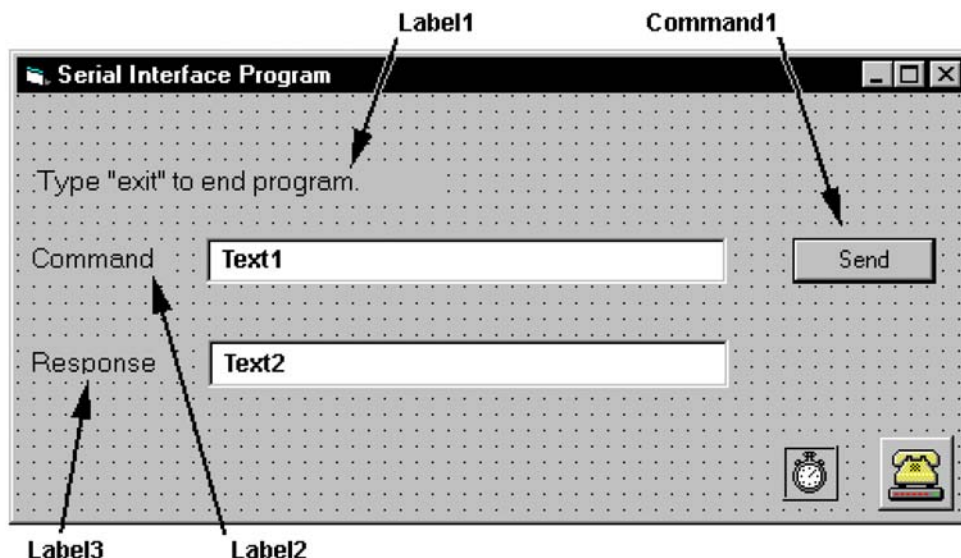 Label1 Command1
Serial Interface Program
Type "exit" to end program.
Command Text1 Send
Response Text2
Label3 Label2